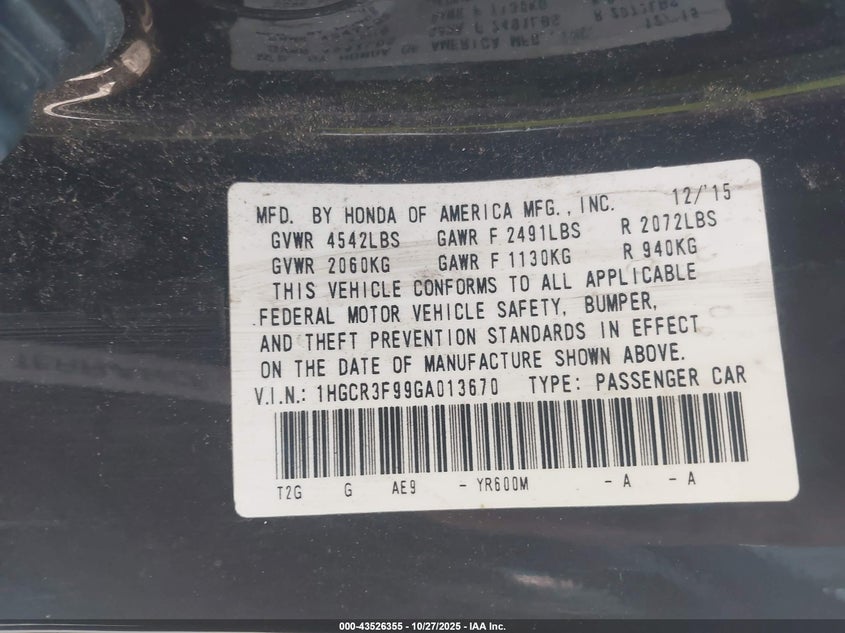 MFD. BY HONDA OF AMERICA MFG., INC. 12/'15
GVWR 4542LBS GAWR F 2491LBS R 2072LBS
GVWR 2060KG GAWR F 1130KG R 940KG
THIS VEHICLE CONFORMS TO ALL APPLICABLE
FEDERAL MOTOR VEHICLE SAFETY, BUMPER,
AND THEFT PREVENTION STANDARDS IN EFFECT
ON THE DATE OF MANUFACTURE SHOWN ABOVE.
V.I.N.: 1HGCR3F99GA013670 TYPE: PASSENGER CAR
T2G G AE9 - YR600M - A - A
000-43526355 - 10/27/2025 - IAA Inc.